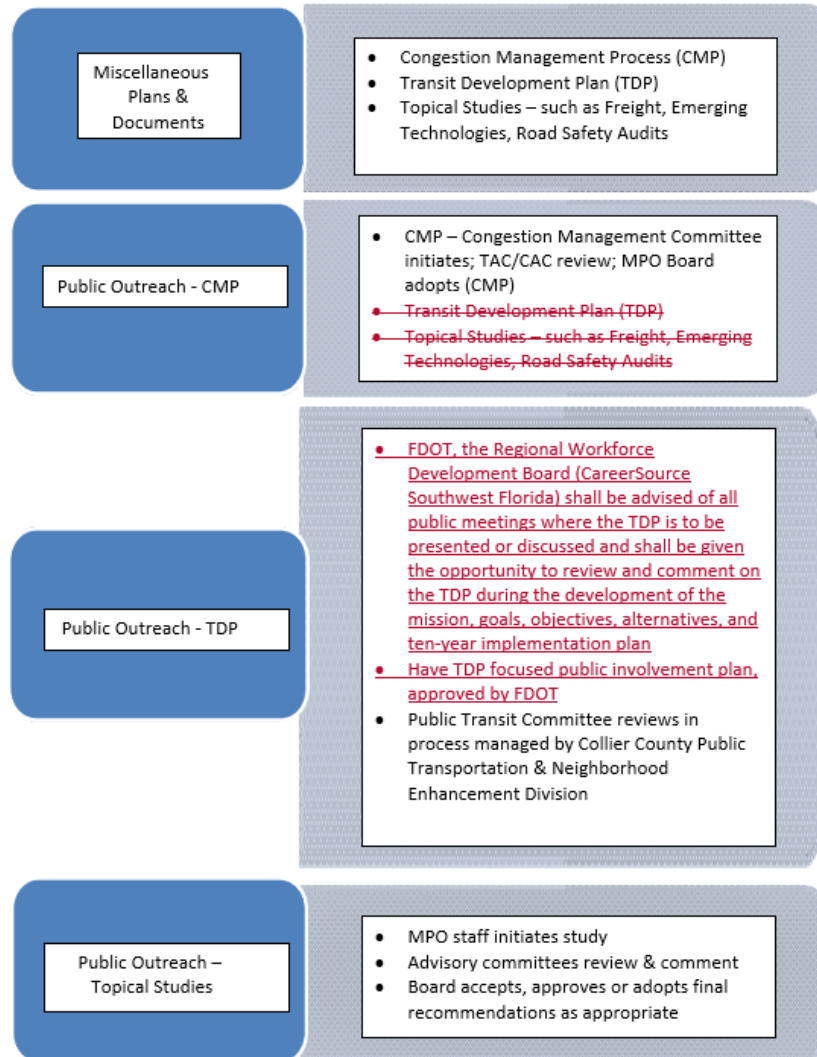 Miscellaneous
Plans &
Documents
• Congestion Management Process (CMP)
• Transit Development Plan (TDP)
• Topical Studies – such as Freight, Emerging
Technologies, Road Safety Audits
Public Outreach - CMP
• CMP – Congestion Management Committee
initiates; TAC/CAC review; MPO Board
adopts (CMP)
• Transit Development Plan (TDP)
• Topical Studies – such as Freight, Emerging
Technologies, Road Safety Audits
Public Outreach - TDP
• FDOT, the Regional Workforce
Development Board (CareerSource
Southwest Florida) shall be advised of all
public meetings where the TDP is to be
presented or discussed and shall be given
the opportunity to review and comment on
the TDP during the development of the
mission, goals, objectives, alternatives, and
ten-year implementation plan
• Have TDP focused public involvement plan,
approved by FDOT
• Public Transit Committee reviews in
process managed by Collier County Public
Transportation & Neighborhood
Enhancement Division
Public Outreach –
Topical Studies
• MPO staff initiates study
• Advisory committees review & comment
• Board accepts, approves or adopts final
recommendations as appropriate